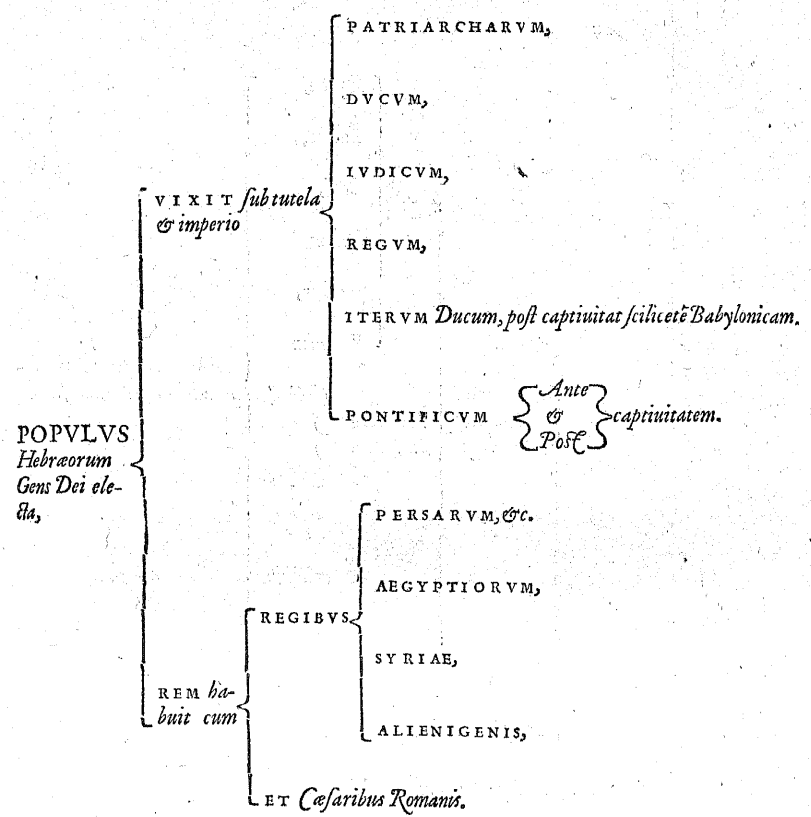 POPVLVS
Hebræorum
Gens Dei ele-
cta,
VIXIT ſub tutela
& imperio
PATRIARCHARVM,
DVCVM,
IVDICVM,
REGVM,
ITERVM Ducum, poſt captiuitat ſcilicetẽ Babylonicam.
PONTIFICVM
Ante
&
Poſt
captiuitatem.
REM ha-
buit cum
REGIBVS
PERSARVM, &c.
AEGYPTIORVM,
SYRIAE,
ALIENIGENIS,
ET Cæſaribus Romanis.